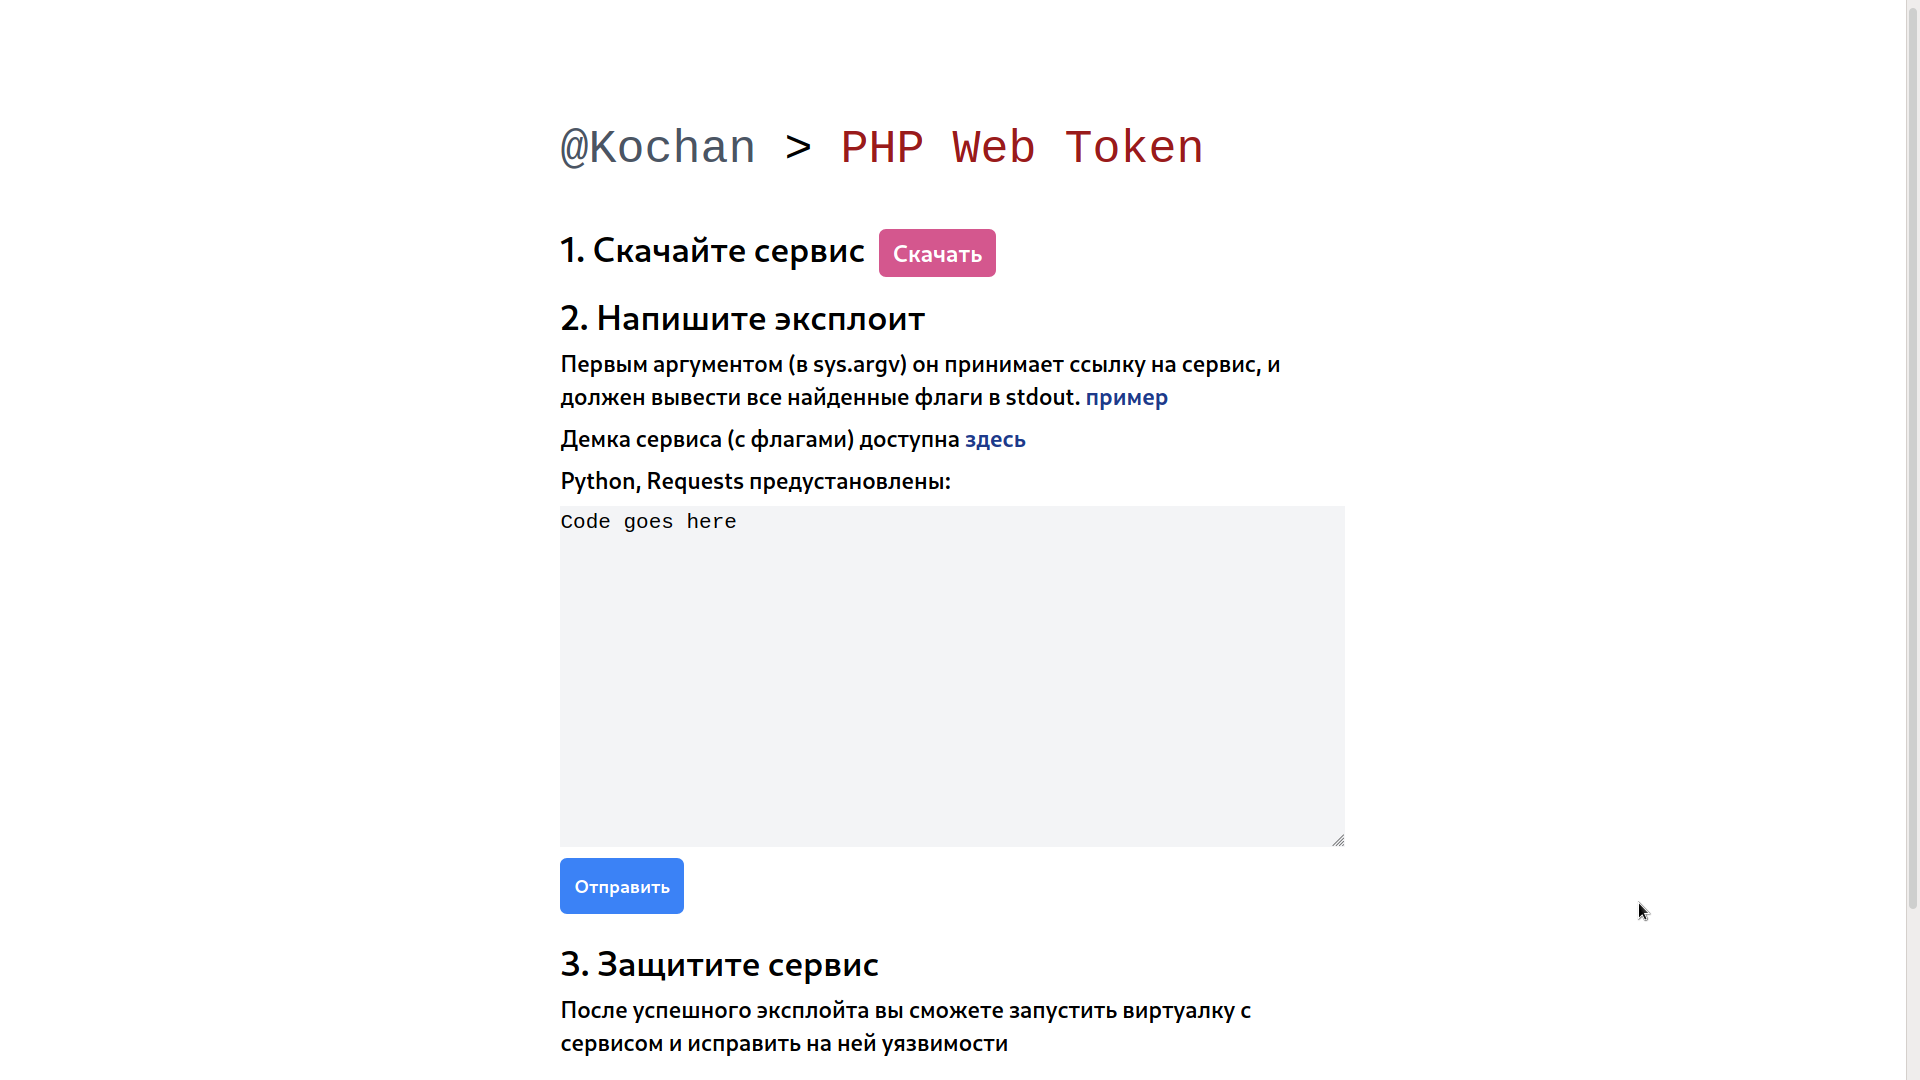 @Kochan > PHP Web Token
1. Скачайте сервис Скачать
2. Напишите эксплоит
Первым аргументом (в sys.argv) он принимает ссылку на сервис, и
должен вывести все найденные флаги в stdout. пример
Демка сервиса (с флагами) доступна здесь
Python, Requests предустановлены:
Code goes here
Отправить
3. Защитите сервис
После успешного эксплойта вы сможете запустить виртуалку с
сервисом и исправить на ней уязвимости